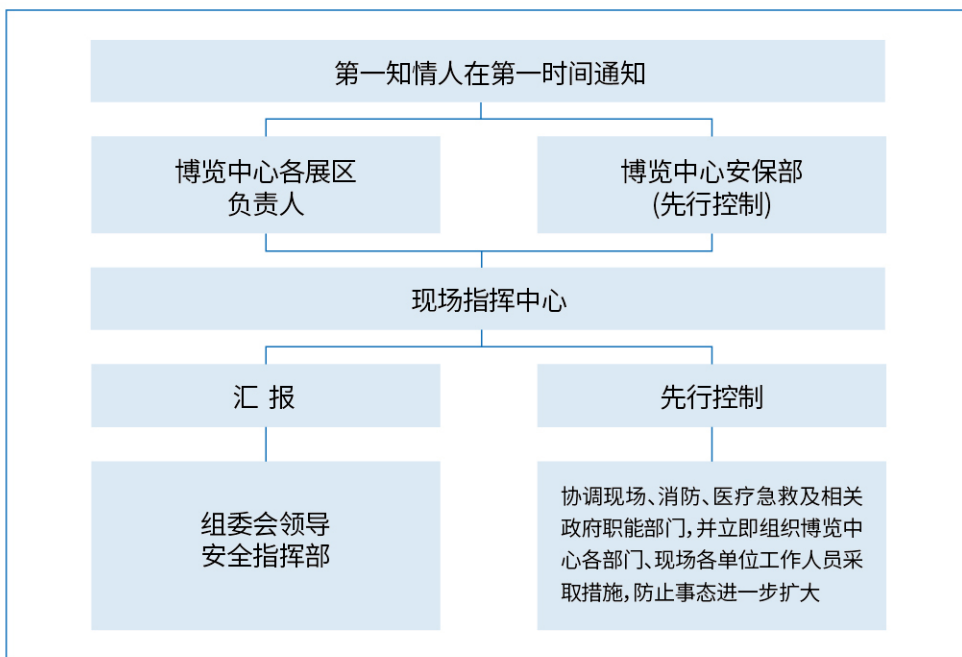 第一知情人在第一时间通知
博览中心各展区
负责人
博览中心安保部
(先行控制)
现场指挥中心
汇 报
先行控制
组委会领导
安全指挥部
协调现场、消防、医疗急救及相关
政府职能部门,并立即组织博览中
心各部门、现场各单位工作人员采
取措施,防止事态进一步扩大